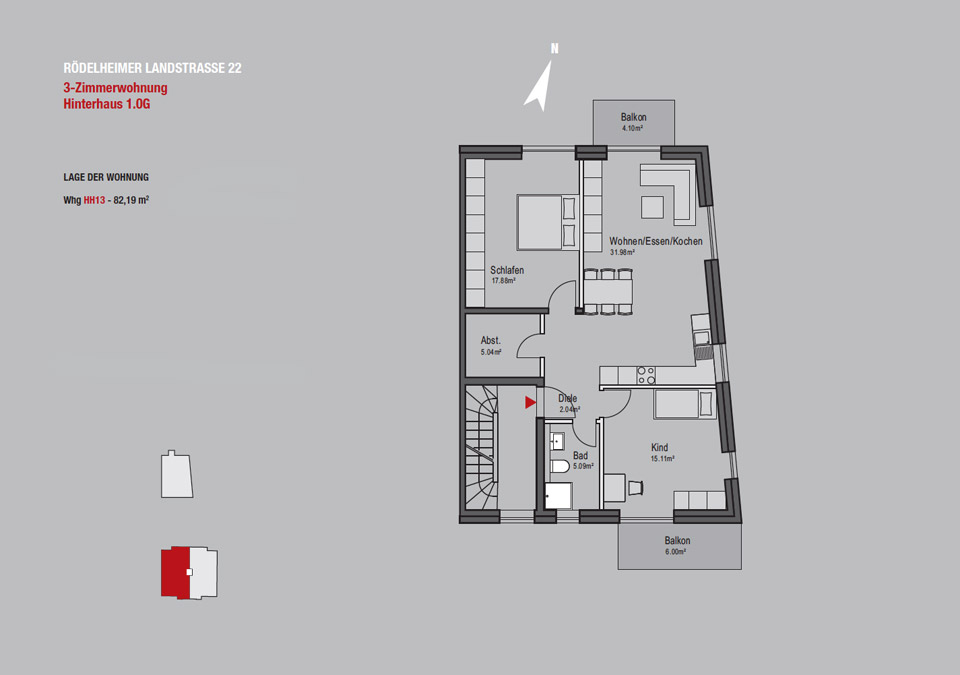 RÖDELHEIMER LANDSTRASSE 22
3-Zimmerwohnung
Hinterhaus 1.0G
LAGE DER WOHNUNG
Whg HH13 - 82,19 m²
N
Balkon
4.10m²
Wohnen/Essen/Kochen
31.98m²
Schlafen
17.68m²
Abst.
5.04m²
Diele
2.04m²
Kind
15.11m²
Bad
5.09m²
Balkon
6.00m²